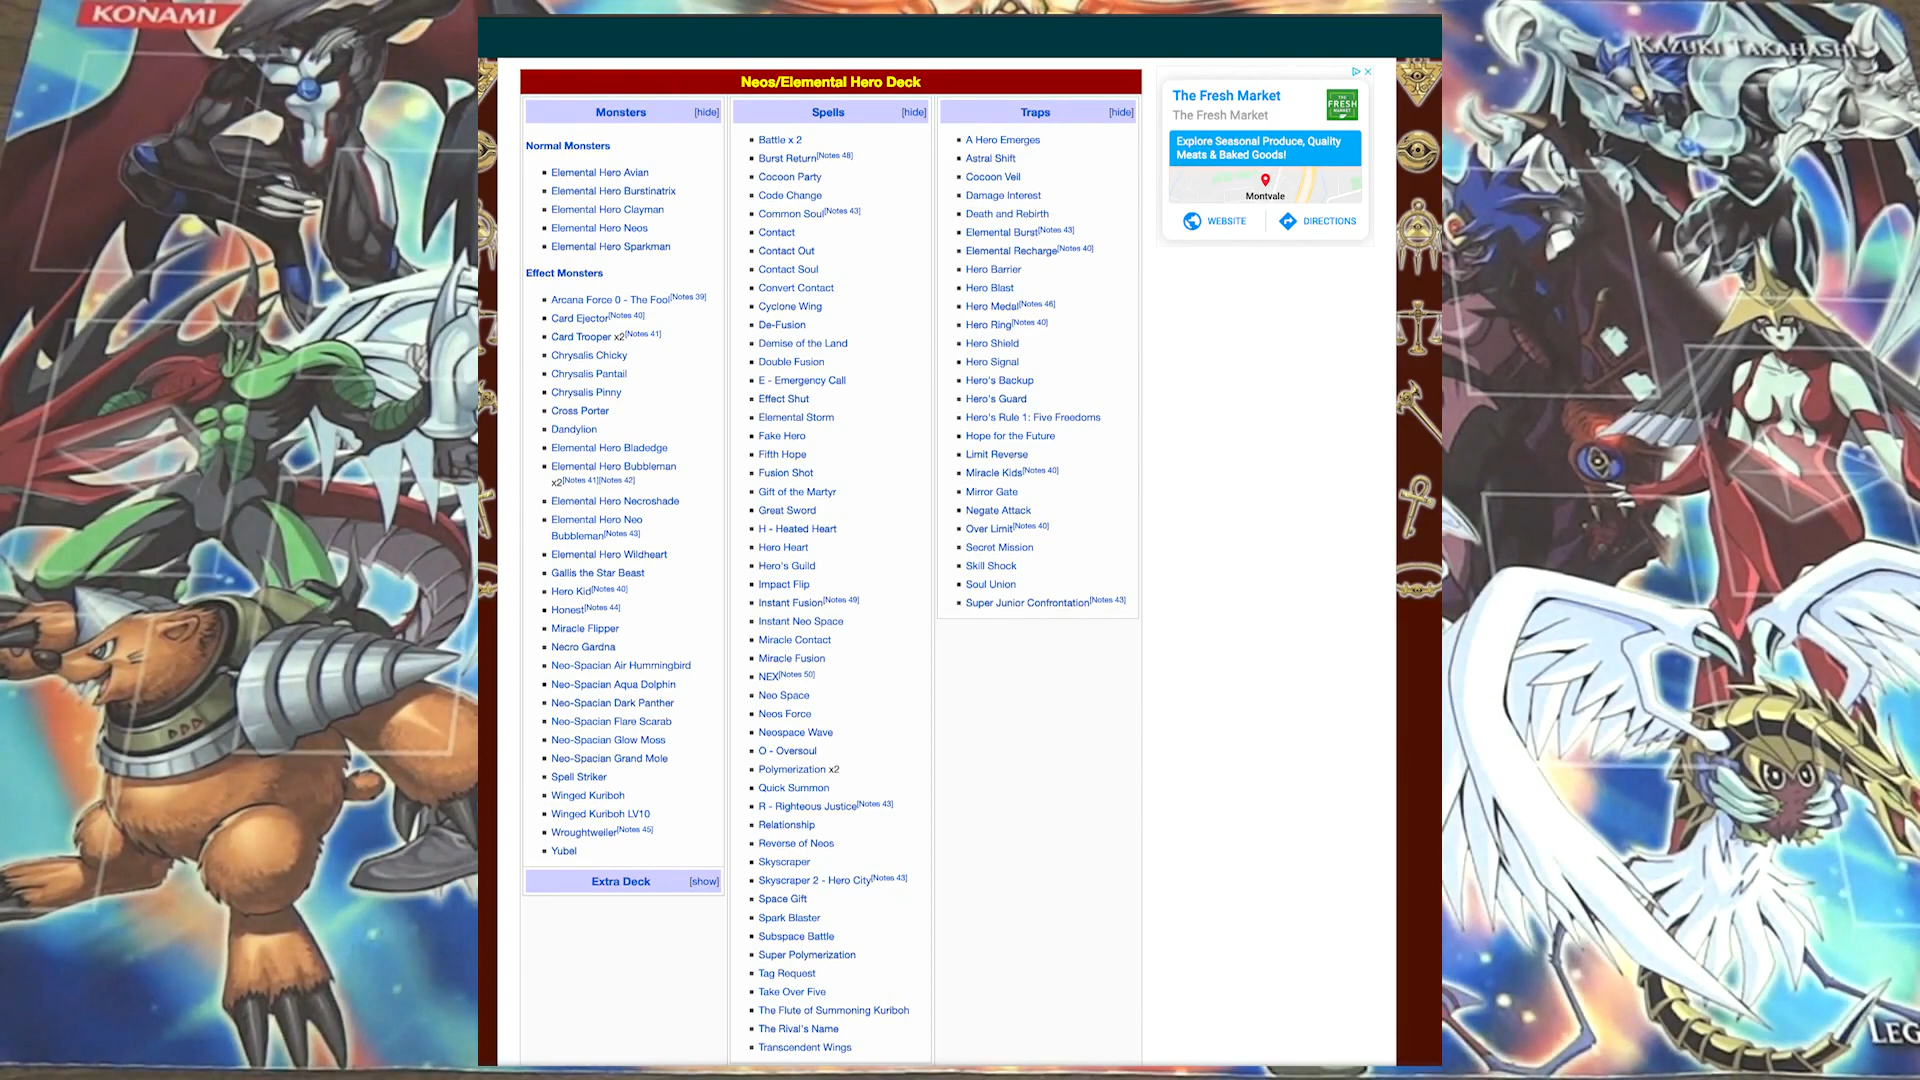 KONAMI
KAZUKI TAKAHASHI
Neos/Elemental Hero Deck
Monsters [hide]
Normal Monsters
Elemental Hero Avian
Elemental Hero Burstinatrix
Elemental Hero Clayman
Elemental Hero Neos
Elemental Hero Sparkman
Effect Monsters
Arcana Force 0 - The Fool[Notes 39]
Card Ejector[Notes 40]
Card Trooper x2[Notes 41]
Chrysalis Chicky
Chrysalis Pantail
Chrysalis Pinny
Cross Porter
Dandylion
Elemental Hero Bladedge
Elemental Hero Bubbleman
x2[Notes 41][Notes 42]
Elemental Hero Necroshade
Elemental Hero Neo
Bubbleman[Notes 43]
Elemental Hero Wildheart
Gallis the Star Beast
Hero Kid[Notes 40]
Honest[Notes 44]
Miracle Flipper
Necro Gardna
Neo-Spacian Air Hummingbird
Neo-Spacian Aqua Dolphin
Neo-Spacian Dark Panther
Neo-Spacian Flare Scarab
Neo-Spacian Glow Moss
Neo-Spacian Grand Mole
Spell Striker
Winged Kuriboh
Winged Kuriboh LV10
Wroughtweiler[Notes 45]
Yubel
Extra Deck [show]
Spells [hide]
Battle x 2
Burst Return[Notes 48]
Cocoon Party
Code Change
Common Soul[Notes 43]
Contact
Contact Out
Contact Soul
Convert Contact
Cyclone Wing
De-Fusion
Demise of the Land
Double Fusion
E - Emergency Call
Effect Shut
Elemental Storm
Fake Hero
Fifth Hope
Fusion Shot
Gift of the Martyr
Great Sword
H - Heated Heart
Hero Heart
Hero's Guild
Impact Flip
Instant Fusion[Notes 49]
Instant Neo Space
Miracle Contact
Miracle Fusion
NEX[Notes 50]
Neo Space
Neos Force
Neospace Wave
O - Oversoul
Polymerization x2
Quick Summon
R - Righteous Justice[Notes 43]
Relationship
Reverse of Neos
Skyscraper
Skyscraper 2 - Hero City[Notes 43]
Space Gift
Spark Blaster
Subspace Battle
Super Polymerization
Tag Request
Take Over Five
The Flute of Summoning Kuriboh
The Rival's Name
Transcendent Wings
Traps [hide]
A Hero Emerges
Astral Shift
Cocoon Veil
Damage Interest
Death and Rebirth
Elemental Burst[Notes 43]
Elemental Recharge[Notes 40]
Hero Barrier
Hero Blast
Hero Medal[Notes 46]
Hero Ring[Notes 40]
Hero Shield
Hero Signal
Hero's Backup
Hero's Guard
Hero's Rule 1: Five Freedoms
Hope for the Future
Limit Reverse
Miracle Kids[Notes 40]
Mirror Gate
Negate Attack
Over Limit[Notes 40]
Secret Mission
Skill Shock
Soul Union
Super Junior Confrontation[Notes 43]
The Fresh Market
The Fresh Market
THE
FRESH
MARKET
Explore Seasonal Produce, Quality
Meats & Baked Goods!
Montvale
WEBSITE
DIRECTIONS